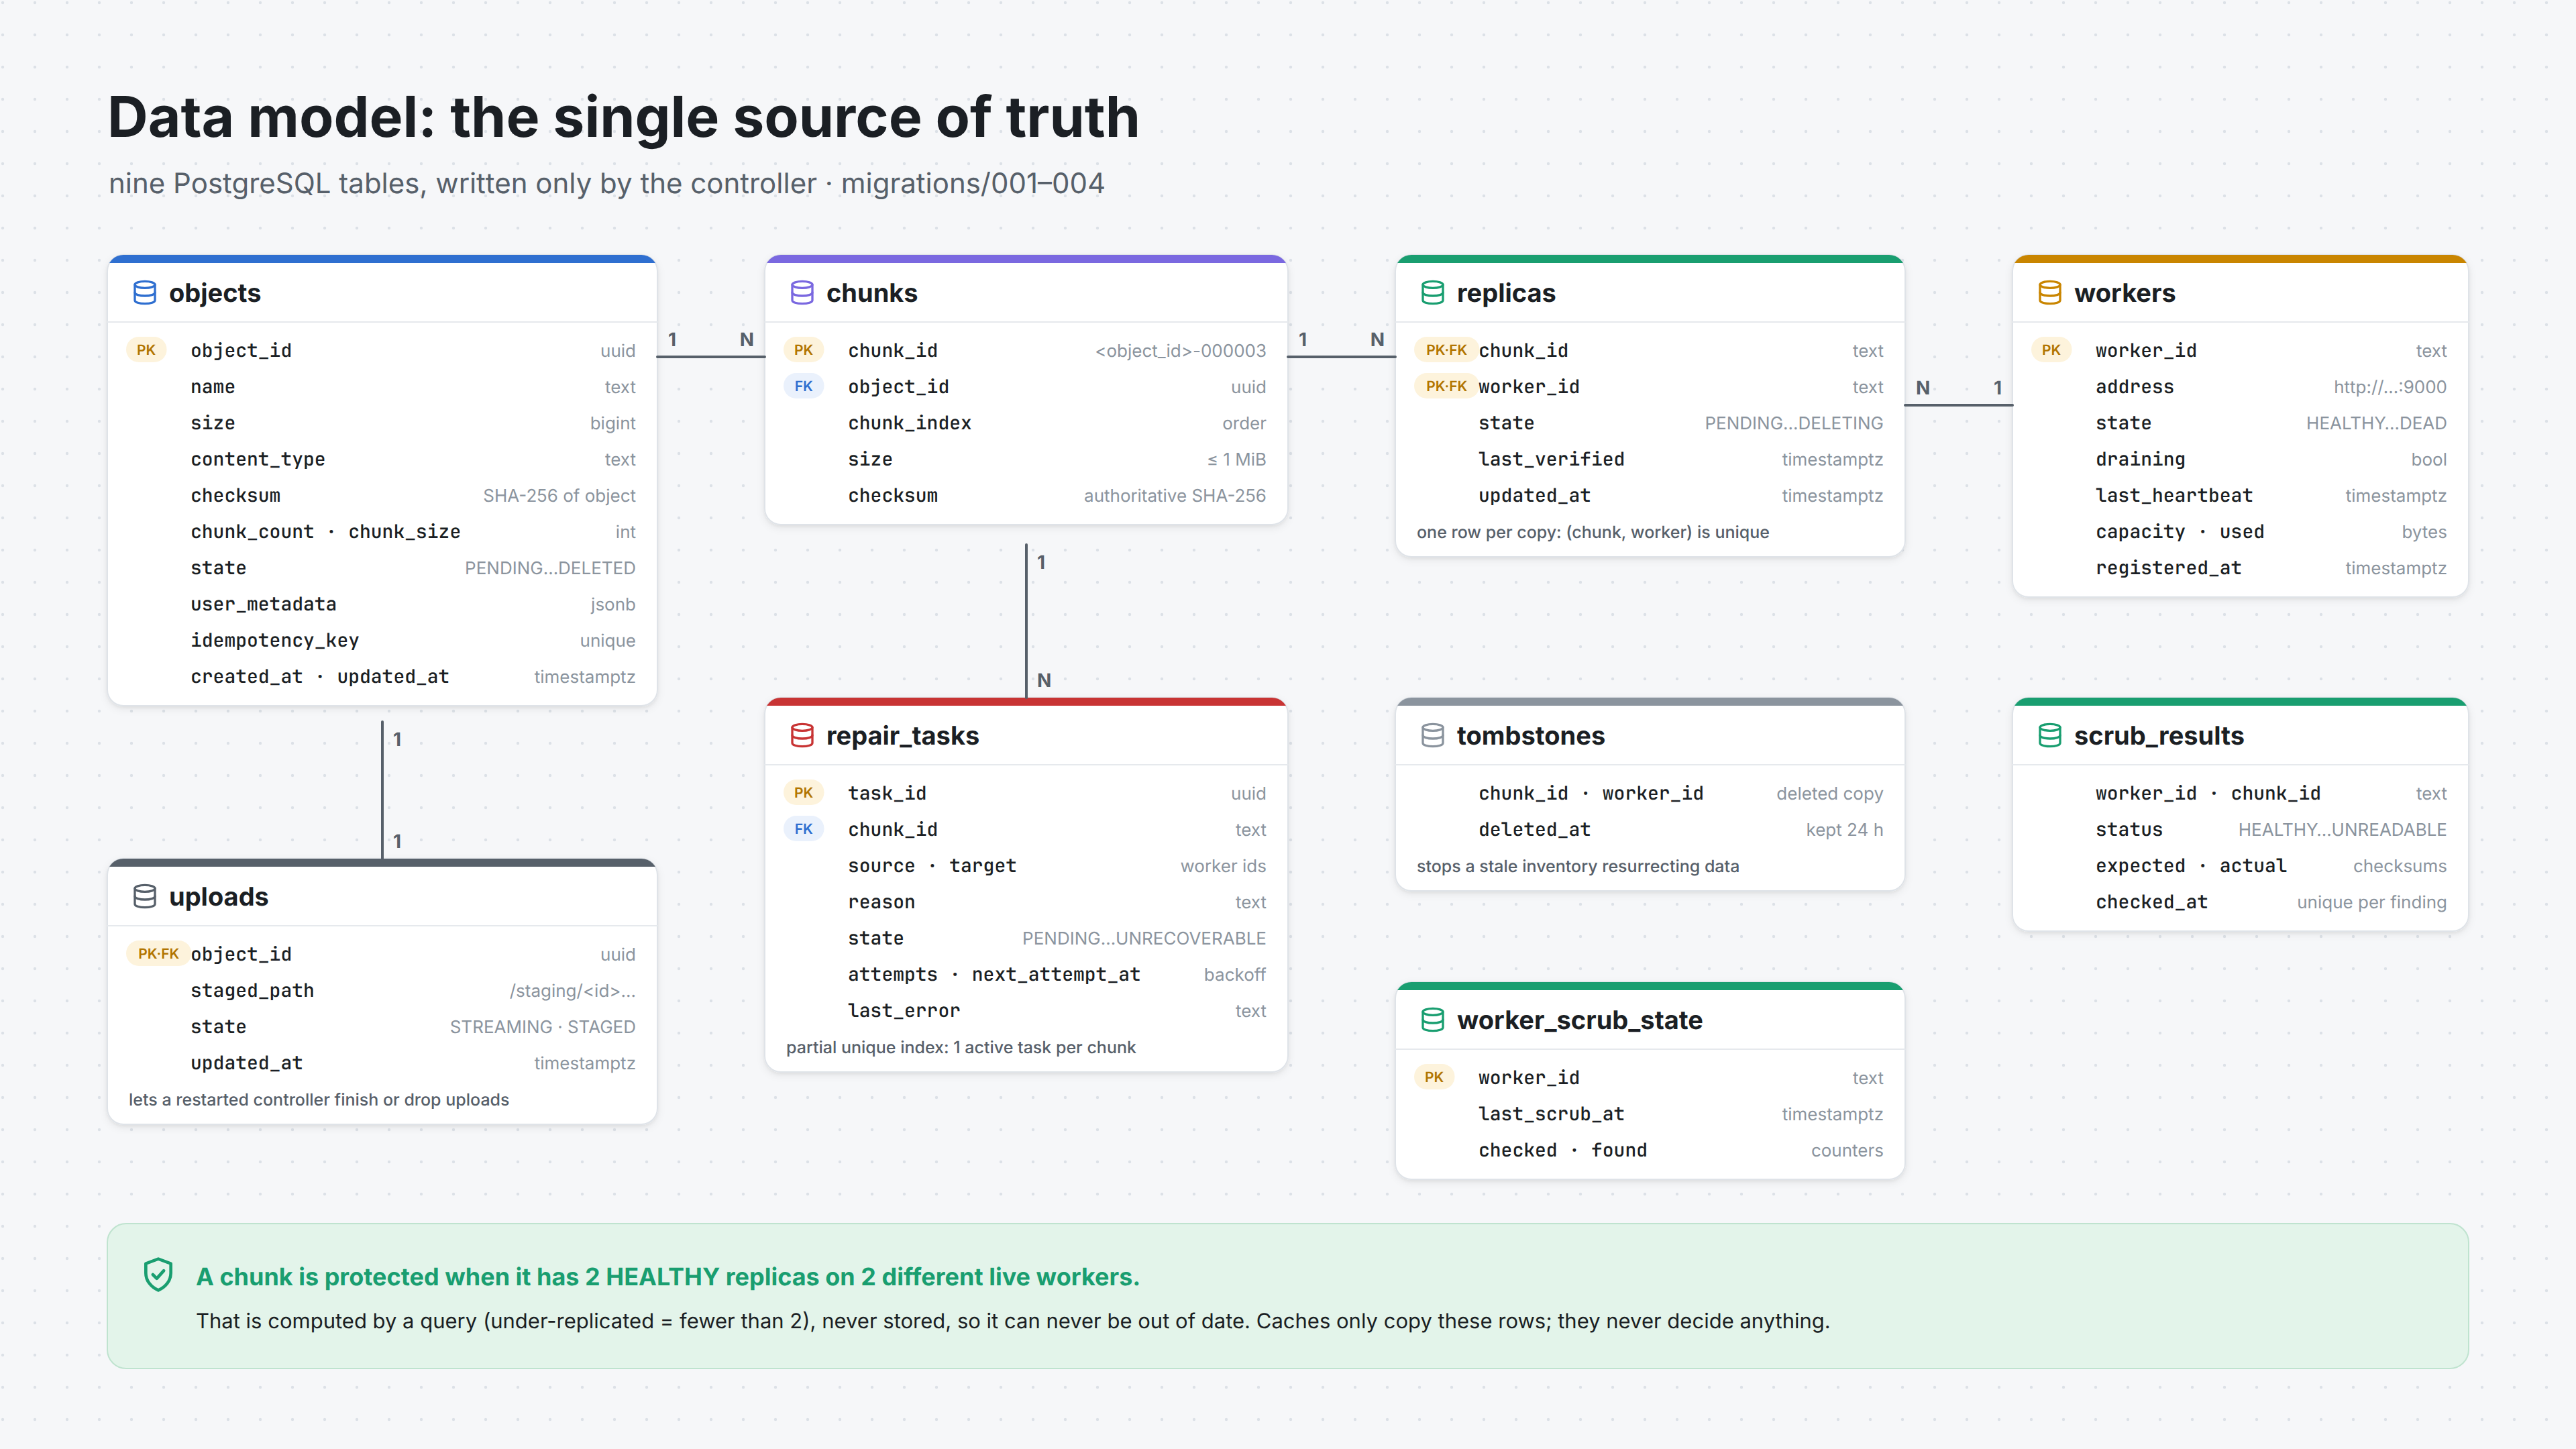 Data model: the single source of truth
nine PostgreSQL tables, written only by the controller · migrations/001–004
objects
PK object_id uuid
name text
size bigint
content_type text
checksum SHA-256 of object
chunk_count · chunk_size int
state PENDING…DELETED
user_metadata jsonb
idempotency_key unique
created_at · updated_at timestamptz
1 N
chunks
PK chunk_id <object_id>-000003
FK object_id uuid
chunk_index order
size ≤ 1 MiB
checksum authoritative SHA-256
1 N
replicas
PK·FK chunk_id text
PK·FK worker_id text
state PENDING…DELETING
last_verified timestamptz
updated_at timestamptz
one row per copy: (chunk, worker) is unique
N 1
workers
PK worker_id text
address http://…:9000
state HEALTHY…DEAD
draining bool
last_heartbeat timestamptz
capacity · used bytes
registered_at timestamptz
1
1
uploads
PK·FK object_id uuid
staged_path /staging/<id>…
state STREAMING · STAGED
updated_at timestamptz
lets a restarted controller finish or drop uploads
1
N
repair_tasks
PK task_id uuid
FK chunk_id text
source · target worker ids
reason text
state PENDING…UNRECOVERABLE
attempts · next_attempt_at backoff
last_error text
partial unique index: 1 active task per chunk
tombstones
chunk_id · worker_id deleted copy
deleted_at kept 24 h
stops a stale inventory resurrecting data
scrub_results
worker_id · chunk_id text
status HEALTHY…UNREADABLE
expected · actual checksums
checked_at unique per finding
worker_scrub_state
PK worker_id text
last_scrub_at timestamptz
checked · found counters
A chunk is protected when it has 2 HEALTHY replicas on 2 different live workers.
That is computed by a query (under-replicated = fewer than 2), never stored, so it can never be out of date. Caches only copy these rows; they never decide anything.